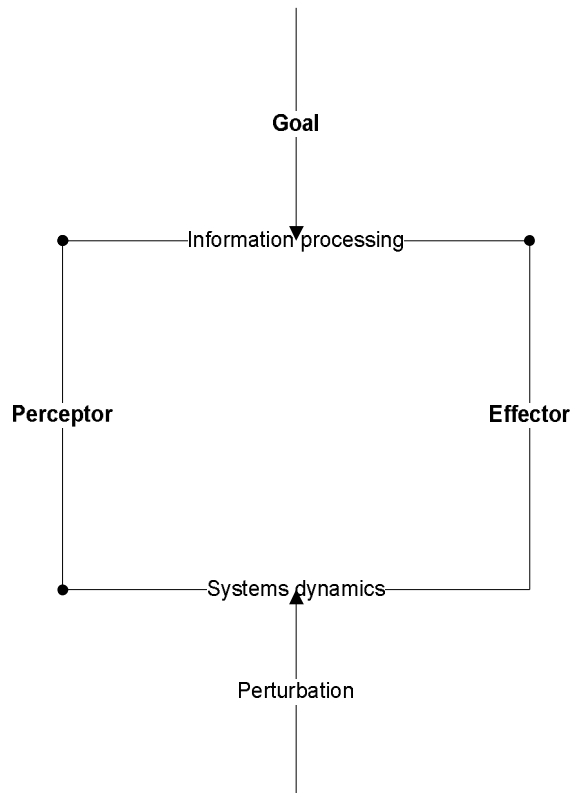 Goal
Information processing
Perceptor
Effector
Systems dynamics
Perturbation